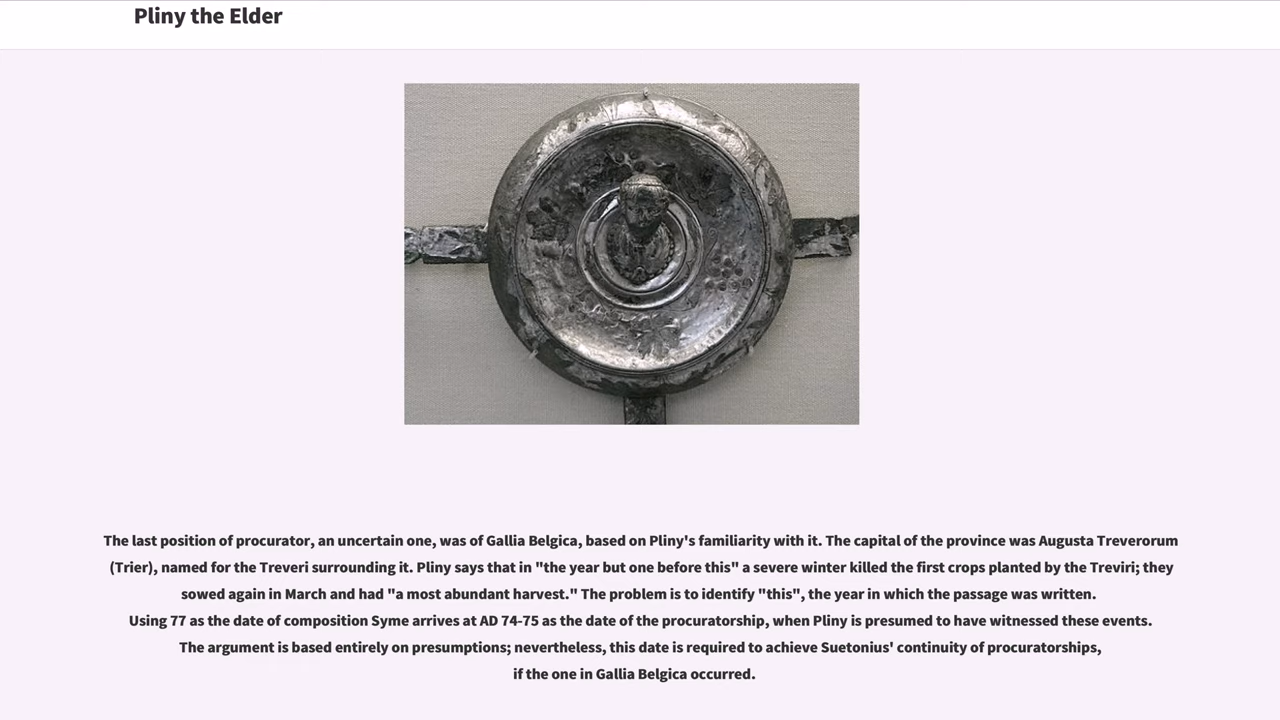 Pliny the Elder
The last position of procurator, an uncertain one, was of Gallia Belgica, based on Pliny's familiarity with it. The capital of the province was Augusta Treverorum
(Trier), named for the Treveri surrounding it. Pliny says that in "the year but one before this" a severe winter killed the first crops planted by the Treviri; they
sowed again in March and had "a most abundant harvest." The problem is to identify "this", the year in which the passage was written.
Using 77 as the date of composition Syme arrives at AD 74-75 as the date of the procuratorship, when Pliny is presumed to have witnessed these events.
The argument is based entirely on presumptions; nevertheless, this date is required to achieve Suetonius' continuity of procuratorships,
if the one in Gallia Belgica occurred.